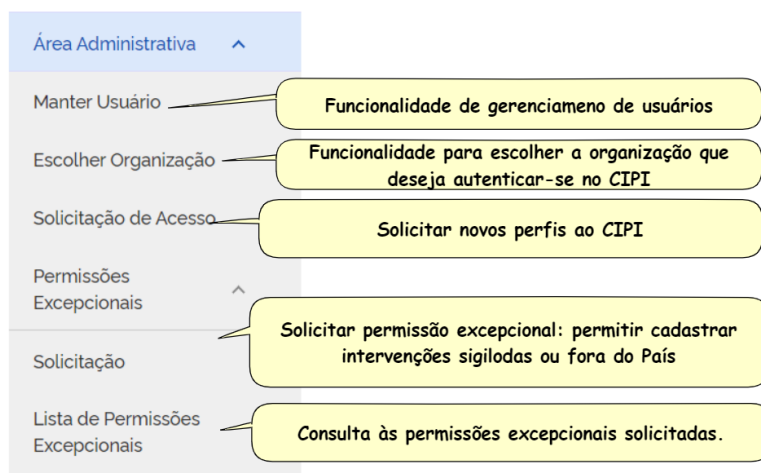 Área Administrativa
Manter Usuário
Funcionalidade de gerenciameno de usuários
Escolher Organização
Funcionalidade para escolher a organização que
deseja autenticar-se no CIPI
Solicitação de Acesso
Solicitar novos perfis ao CIPI
Permissões
Excepcionais
Solicitar permissão excepcional: permitir cadastrar
intervenções sigilodas ou fora do País
Solicitação
Lista de Permissões
Excepcionais
Consulta às permissões excepcionais solicitadas.